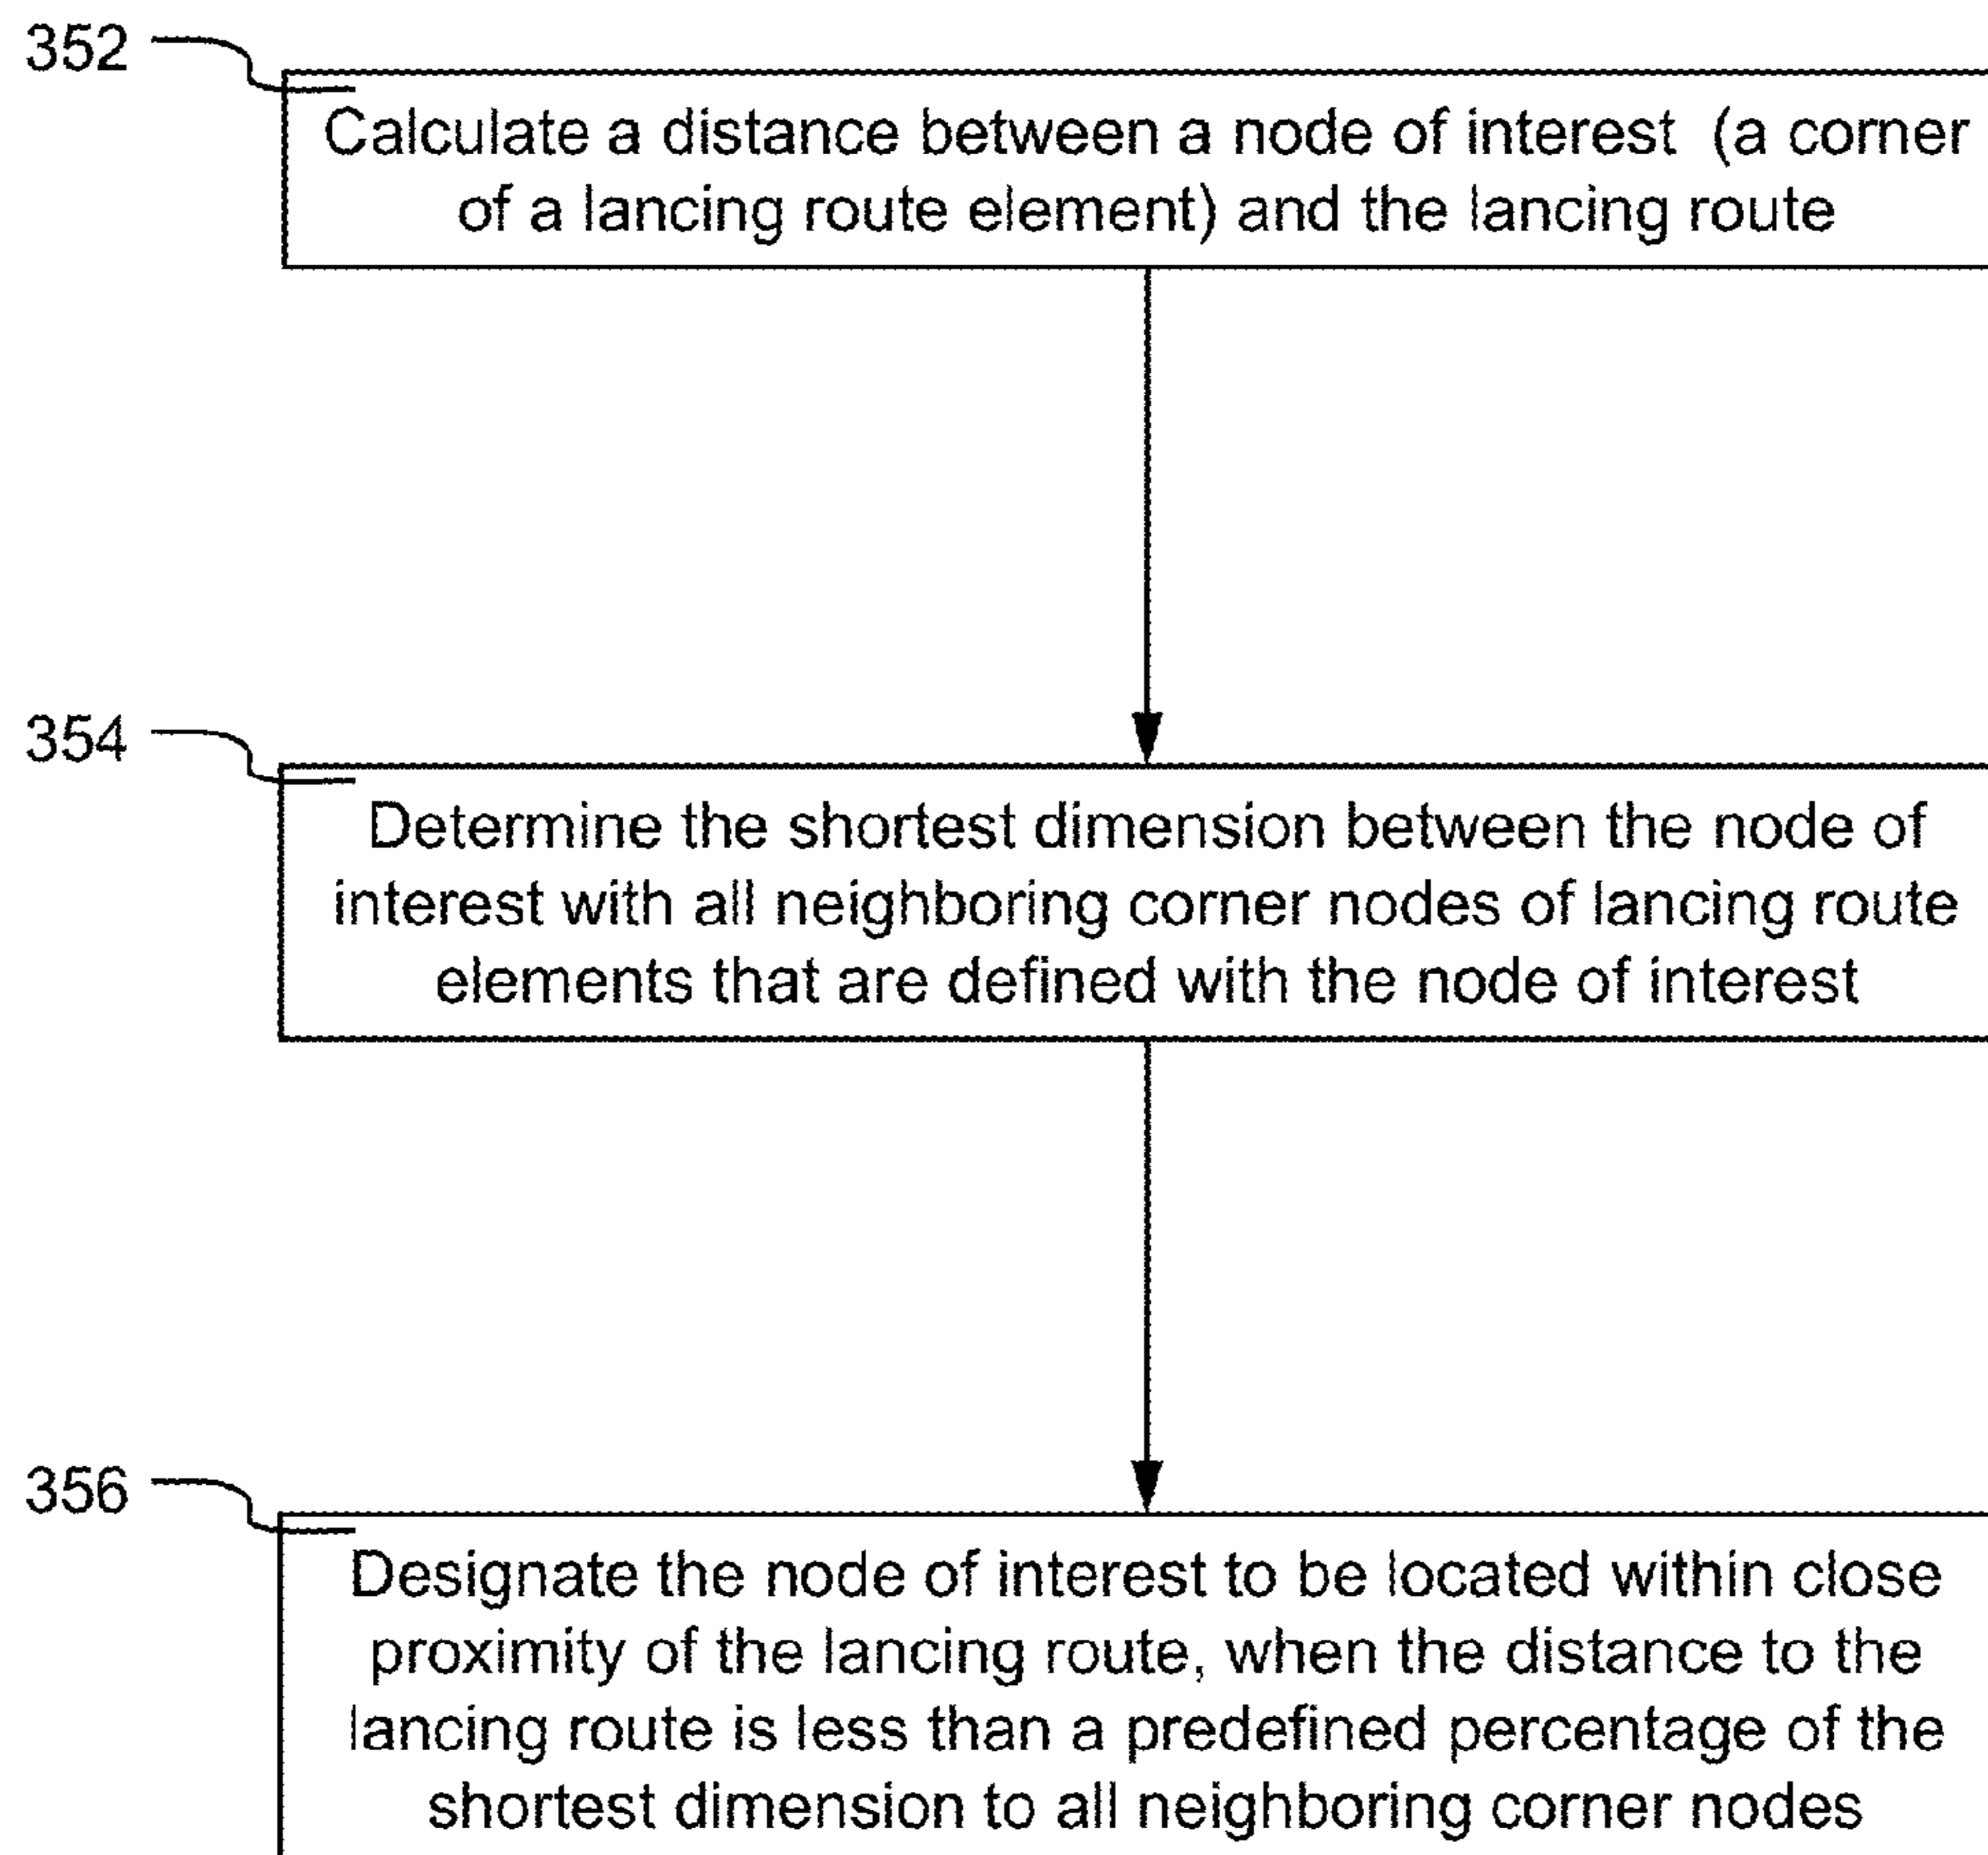 352
Calculate a distance between a node of interest (a corner
of a lancing route element) and the lancing route
354
Determine the shortest dimension between the node of
interest with all neighboring corner nodes of lancing route
elements that are defined with the node of interest
356
Designate the node of interest to be located within close
proximity of the lancing route, when the distance to the
lancing route is less than a predefined percentage of the
shortest dimension to all neighboring corner nodes